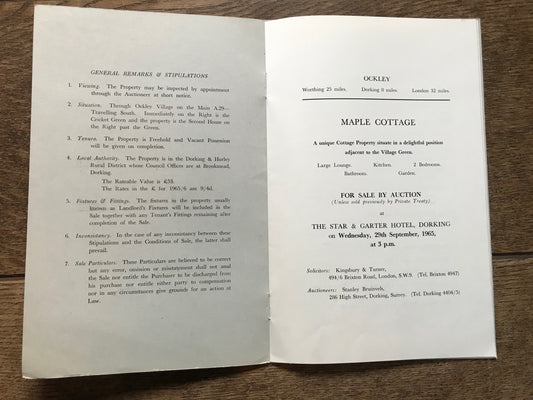 GENERAL REMARKS & STIPULATIONS
1. Viewing. The Property may be inspected by appointment
through the Auctioneer at short notice.
2. Situation. Through Ockley Village on the Main A.29—
Travelling South. Immediately on the Right is the
Cricket Green and the property is the Second House on
the Right past the Green.
3. Tenure. The Property is Freehold and Vacant Possession
will be given on completion.
4. Local Authority. The Property is in the Dorking & Horley
Rural District whose Council Offices are at Brookmead,
Dorking.
The Rateable Value is £58.
The Rates in the £ for 1965/6 are 9/4d.
5. Fixtures & Fittings. The fixtures in the property usually
known as Landlord's Fixtures will be included in the
Sale together with any Tenant's Fixtures remaining after
completion of the Sale.
6. Inconsistancy. In the case of any inconsistancy between these
Stipulations and the Conditions of Sale, the latter shall
prevail.
7. Sale Particulars. These Particulars are believed to be correct
but any error, omission or misstatement shall not anul
the Sale nor entitle the Purchaser to be discharged from
his purchase nor entitle either party to compensation
nor in any circumstances give grounds for an action at
Law.
OCKLEY
Worthing 25 miles. Dorking 8 miles. London 32 miles.
MAPLE COTTAGE
A unique Cottage Property situate in a delightful position
adjacent to the Village Green.
Large Lounge. Kitchen. 2 Bedrooms.
Bathroom. Garden.
FOR SALE BY AUCTION
(Unless sold previously by Private Treaty)
at
THE STAR & GARTER HOTEL, DORKING
on Wednesday, 29th September, 1965,
at 3 p.m.
Solicitors: Kingsbury & Turner,
494/6 Brixton Road, London, S.W.9. (Tel. Brixton 4947)
Auctioneers: Stanley Bruinvels,
286 High Street, Dorking, Surrey. (Tel. Dorking 4404/5)